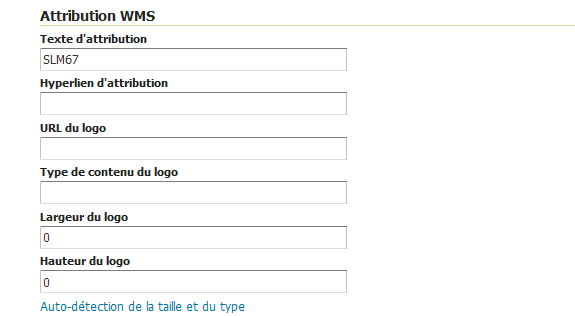 Attribution WMS
Texte d'attribution
SLM67
Hyperlien d'attribution
URL du logo
Type de contenu du logo
Largeur du logo
0
Hauteur du logo
0
Auto-détection de la taille et du type